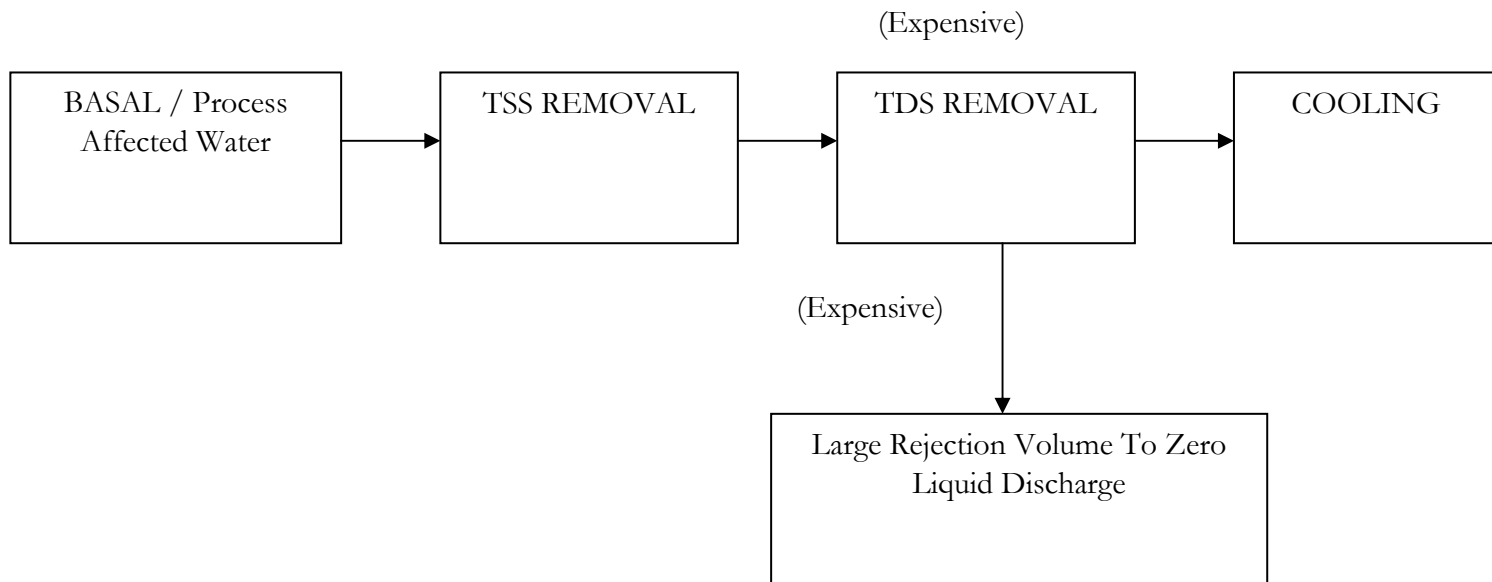 (Expensive)
BASAL / Process
Affected Water
TSS REMOVAL
TDS REMOVAL
COOLING
(Expensive)
Large Rejection Volume To Zero
Liquid Discharge